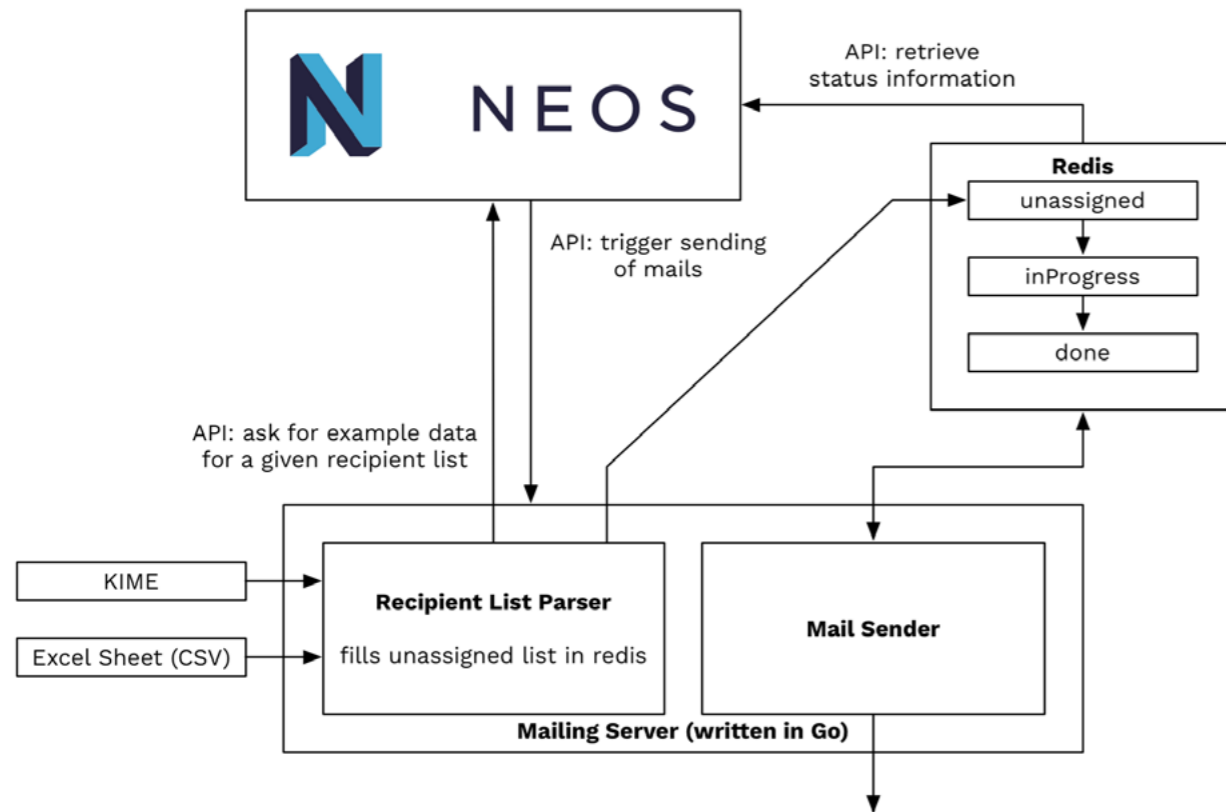 NEOS
API: retrieve
status information
Redis
unassigned
inProgress
done
API: trigger sending
of mails
API: ask for example data
for a given recipient list
KIME
Excel Sheet (CSV)
Recipient List Parser
fills unassigned list in redis
Mail Sender
Mailing Server (written in Go)